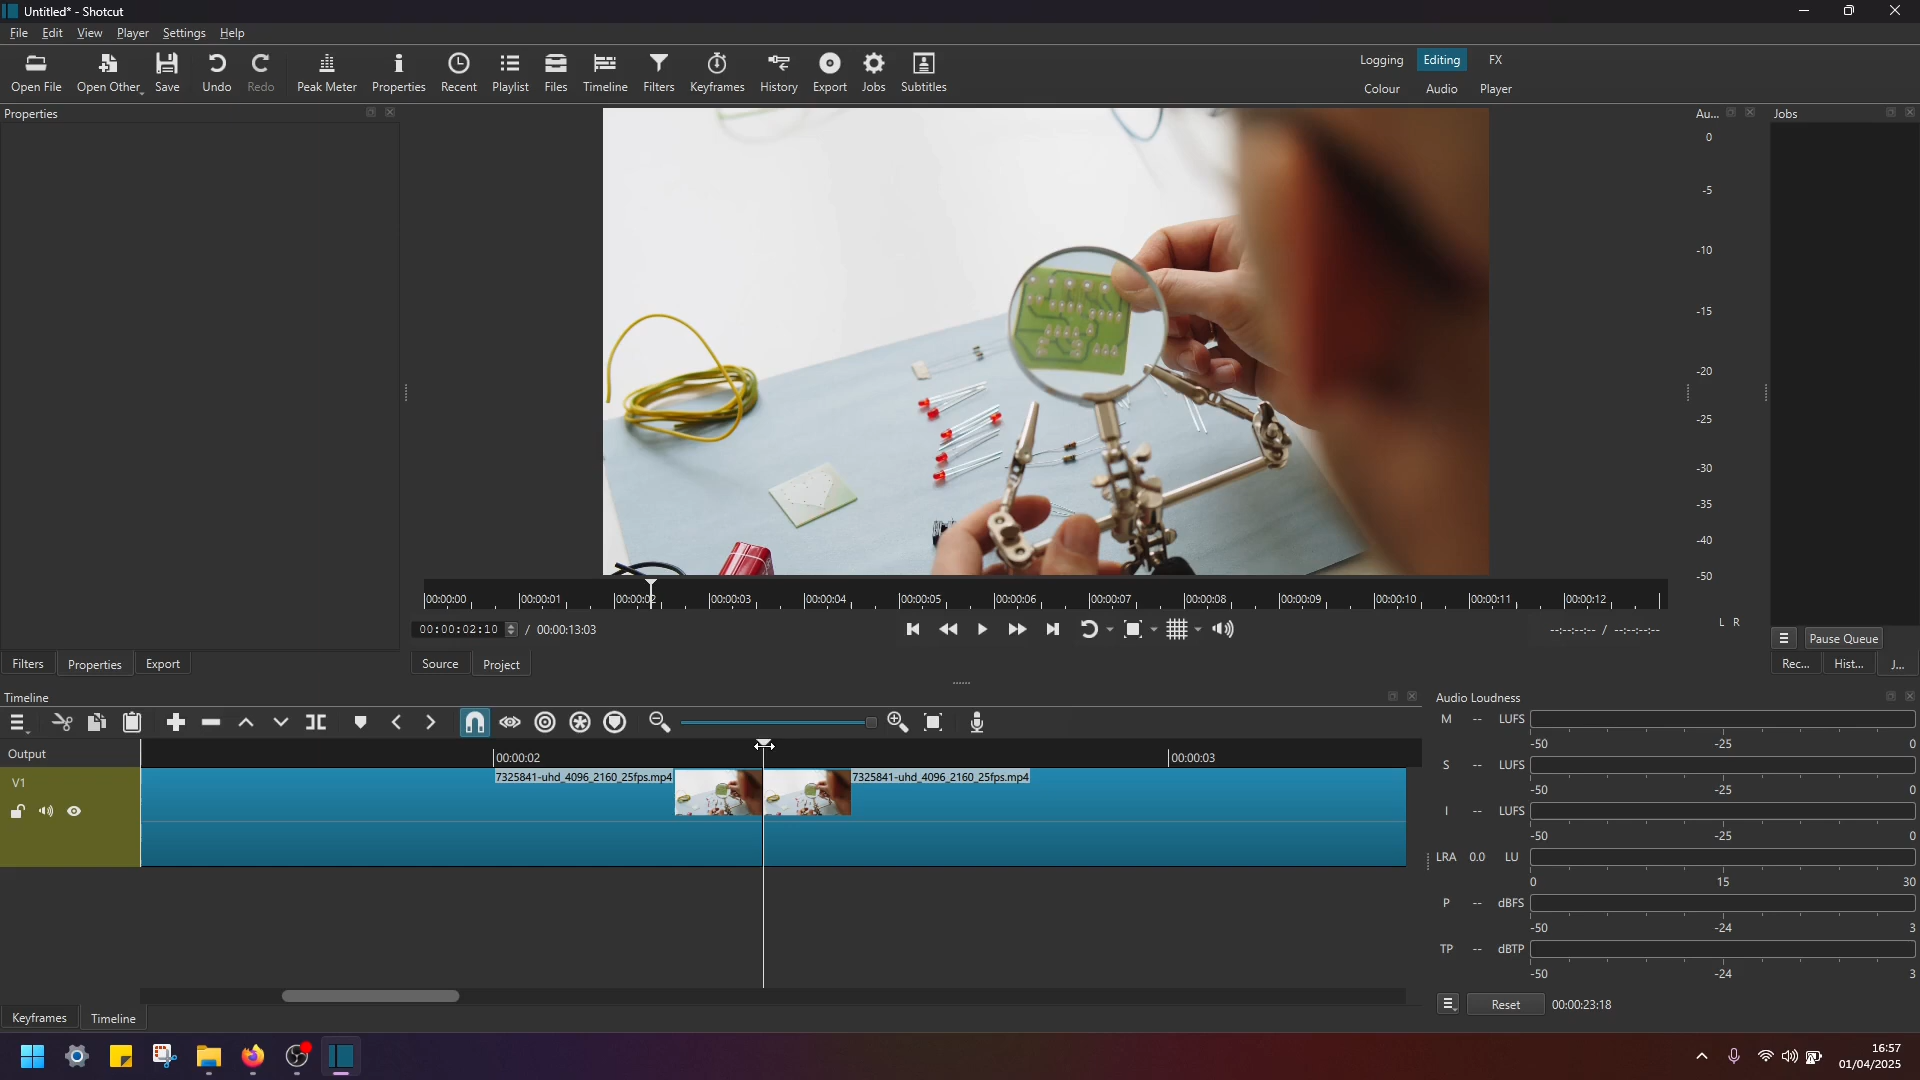 Untitled* - Shotcut
File Edit View Player Settings Help
Open File Open Other Save Undo Redo Peak Meter Properties Recent Playlist Files Timeline Filters Keyframes History Export Jobs Subtitles
Logging Editing FX
Colour Audio Player
Properties
Au...
Jobs
0
-5
-10
-15
-20
-25
-30
-35
-40
-50
L R
00:00:00 00:00:01 00:00:02 00:00:03 00:00:04 00:00:05 00:00:06 00:00:07 00:00:08 00:00:09 00:00:10 00:00:11 00:00:12
00:00:02:10 / 00:00:13:03
--:--:--:-- / --:--:--:--
Pause Queue
Filters Properties Export
Source Project
Rec... Hist... J...
Timeline
Output
00:00:02 00:00:03
V1
7325841-uhd_4096_2160_25fps.mp4 7325841-uhd_4096_2160_25fps.mp4
Keyframes Timeline
Audio Loudness
M -- LUFS
-50 -25 0
S -- LUFS
-50 -25 0
I -- LUFS
-50 -25 0
LRA 0.0 LU
0 15 30
P -- dBFS
-50 -24 3
TP -- dBTP
-50 -24 3
Reset 00:00:23:18
16:57
01/04/2025